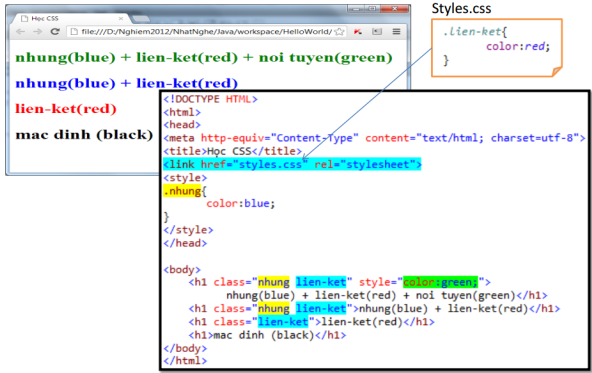 Học CSS
file:///D:/Nghiem2012/NhatNghe/Java/workspace/HelloWorld/
nhung(blue) + lien-ket(red) + noi tuyen(green)
nhung(blue) + lien-ket(red)
lien-ket(red)
mac dinh (black)
Styles.css
.lien-ket{
color:red;
}
<!DOCTYPE HTML>
<html>
<head>
<meta http-equiv="Content-Type" content="text/html; charset=utf-8">
<title>Học CSS</title>
<link href="styles.css" rel="stylesheet">
<style>
.nhung{
color:blue;
}
</style>
</head>
<body>
<h1 class="nhung lien-ket" style="color:green;">
nhung(blue) + lien-ket(red) + noi tuyen(green)</h1>
<h1 class="nhung lien-ket">nhung(blue) + lien-ket(red)</h1>
<h1 class="lien-ket">lien-ket(red)</h1>
<h1>mac dinh (black)</h1>
</body>
</html>